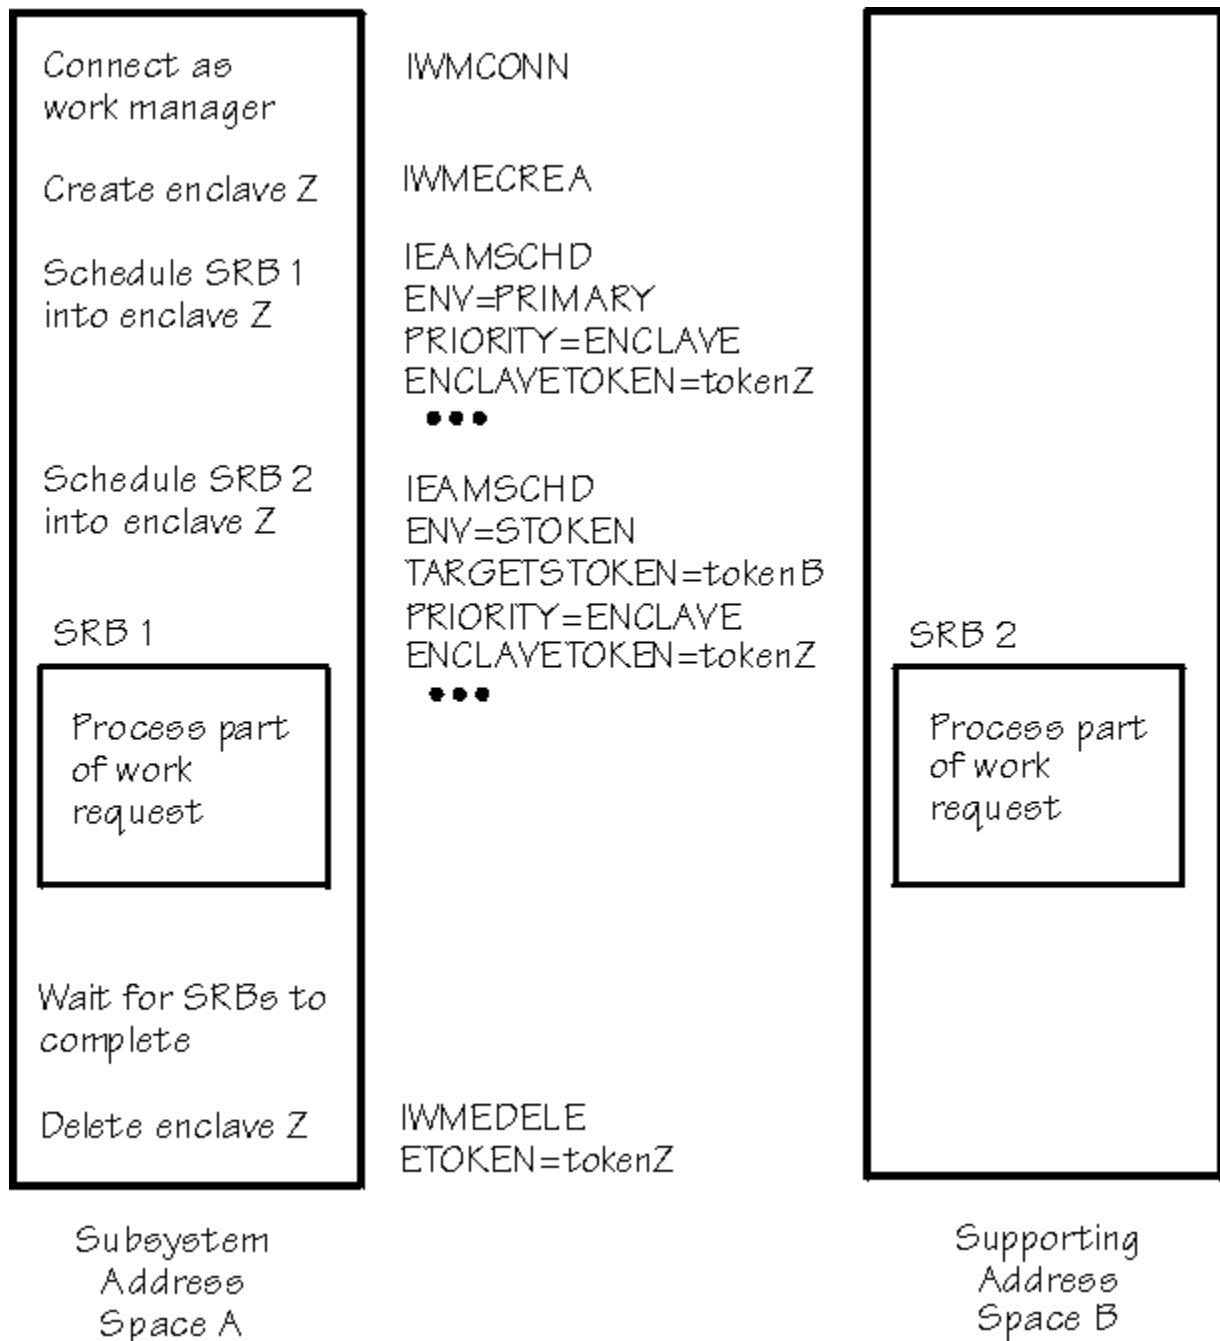 Connect as
work manager
IWMCONN
Create enclave Z
IWMECREA
Schedule SRB 1
into enclave Z
IEAMSCHD
ENV=PRIMARY
PRIORITY=ENCLAVE
ENCLAVETOKEN=tokenZ
•••
Schedule SRB 2
into enclave Z
IEAMSCHD
ENV=STOKEN
TARGETSTOKEN=tokenB
PRIORITY=ENCLAVE
ENCLAVETOKEN=tokenZ
•••
SRB 1
Process part
of work
request
SRB 2
Process part
of work
request
Wait for SRBs to
complete
Delete enclave Z
IWMEDELE
ETOKEN=tokenZ
Subsystem
Address
Space A
Supporting
Address
Space B